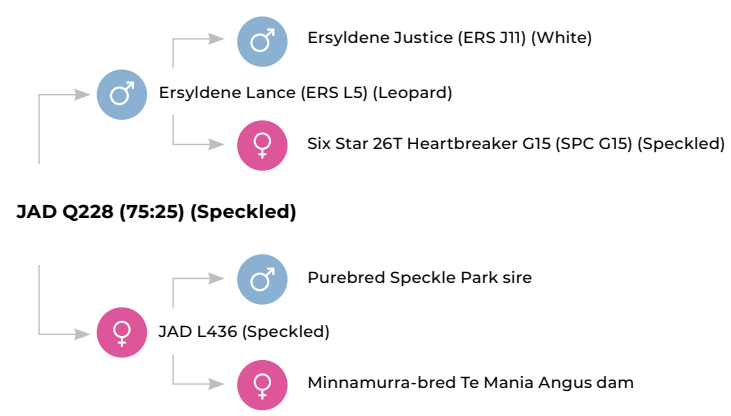 Ersyldene Justice (ERS J11) (White)
Ersyldene Lance (ERS L5) (Leopard)
Six Star 26T Heartbreaker G15 (SPC G15) (Speckled)
JAD Q228 (75:25) (Speckled)
Purebred Speckle Park sire
JAD L436 (Speckled)
Minnamurra-bred Te Mania Angus dam